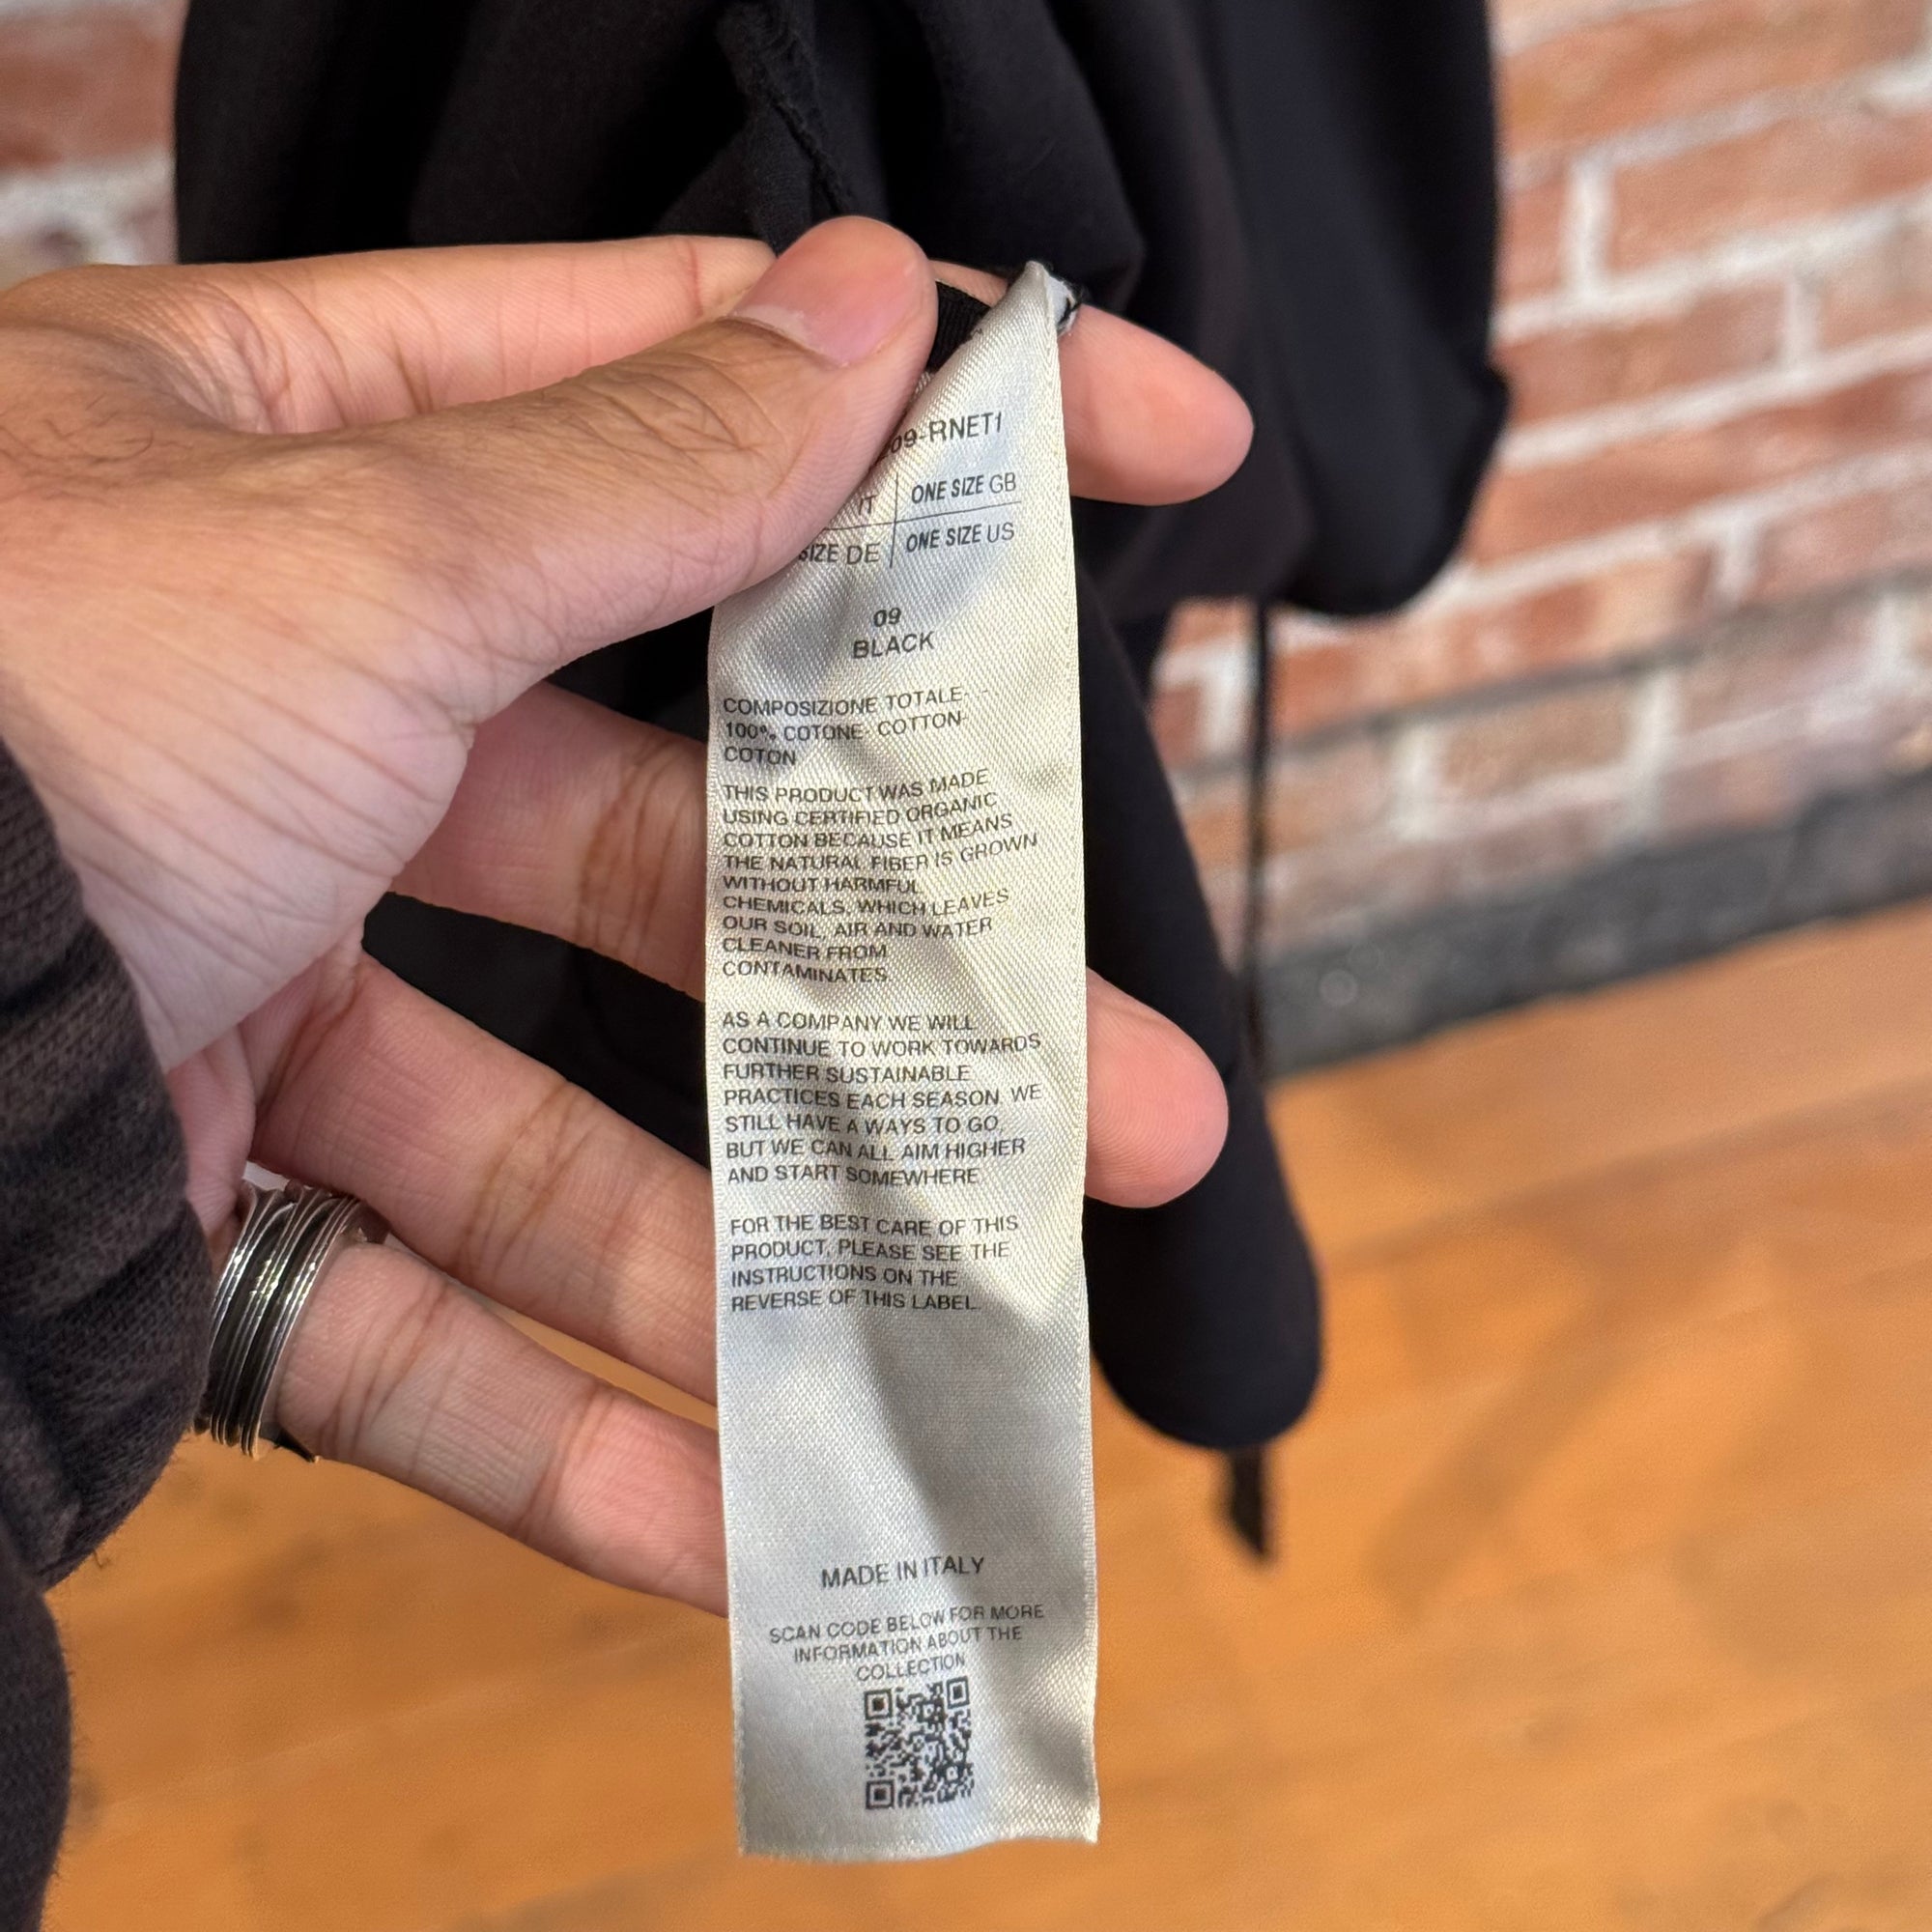 09-RNET1
IT | ONE SIZE GB
SIZE DE | ONE SIZE US
09
BLACK
COMPOSIZIONE TOTALE-
100% COTONE- COTTON-
COTON
THIS PRODUCT WAS MADE
USING CERTIFIED ORGANIC
COTTON BECAUSE IT MEANS
THE NATURAL FIBER IS GROWN
WITHOUT HARMFUL
CHEMICALS, WHICH LEAVES
OUR SOIL, AIR AND WATER
CLEANER FROM
CONTAMINATES.
AS A COMPANY WE WILL
CONTINUE TO WORK TOWARDS
FURTHER SUSTAINABLE
PRACTICES EACH SEASON. WE
STILL HAVE A WAYS TO GO,
BUT WE CAN ALL AIM HIGHER
AND START SOMEWHERE
FOR THE BEST CARE OF THIS
PRODUCT, PLEASE SEE THE
INSTRUCTIONS ON THE
REVERSE OF THIS LABEL.
MADE IN ITALY
SCAN CODE BELOW FOR MORE
INFORMATION ABOUT THE
COLLECTION